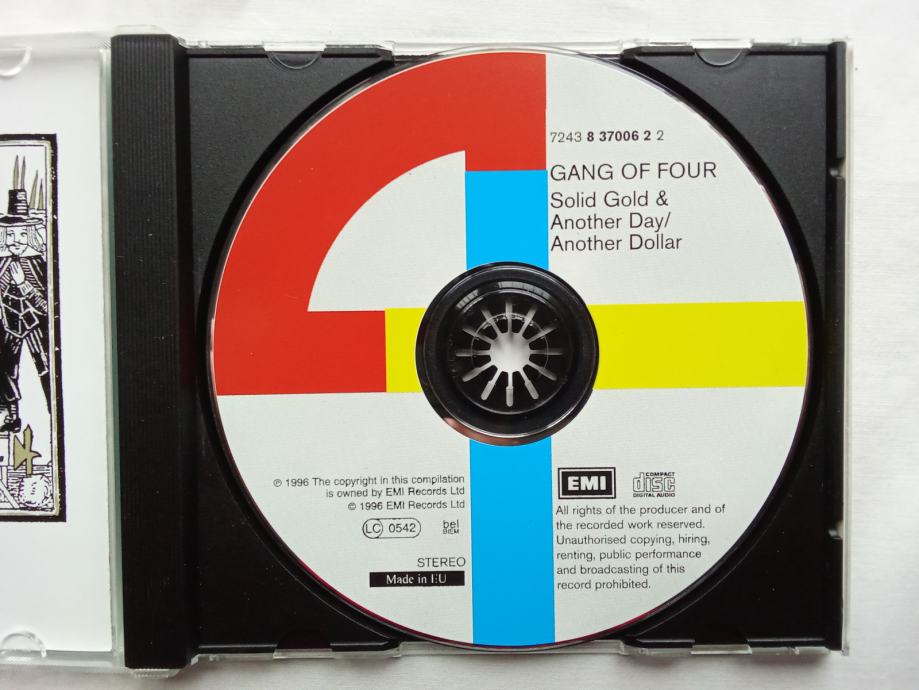 7243 8 37006 2 2
GANG OF FOUR
Solid Gold &
Another Day/
Another Dollar
℗ 1996 The copyright in this compilation
is owned by EMI Records Ltd
© 1996 EMI Records Ltd
LC 0542
bel
BIEM
STEREO
Made in EU
EMI
COMPACT
disc
DIGITAL AUDIO
All rights of the producer and of
the recorded work reserved.
Unauthorised copying, hiring,
renting, public performance
and broadcasting of this
record prohibited.